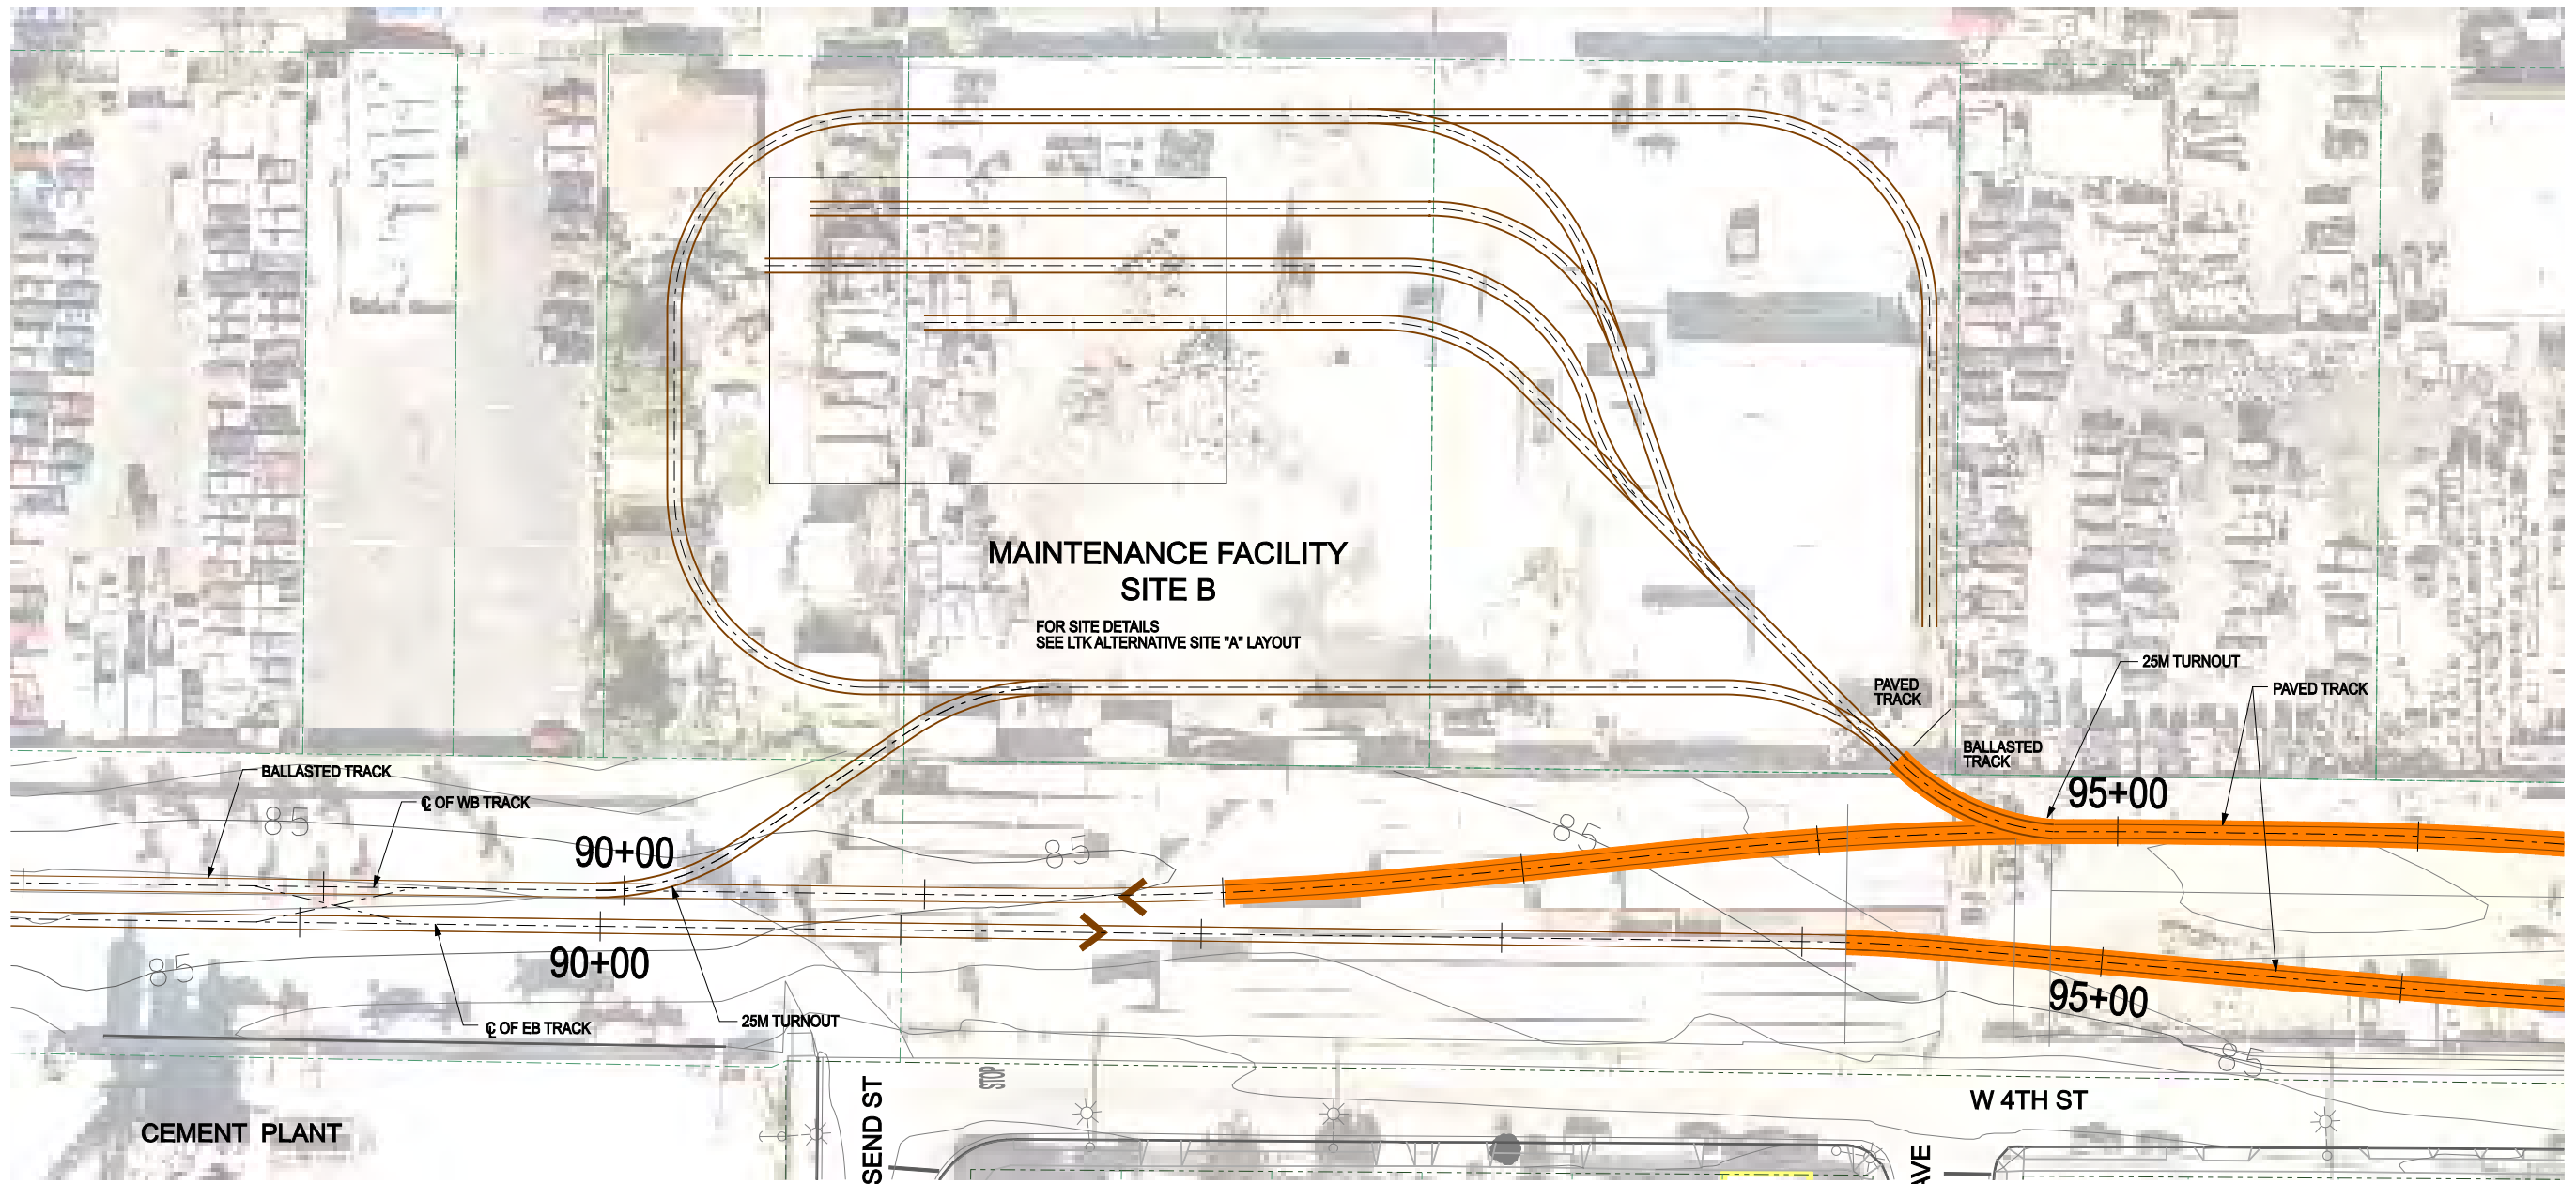 MAINTENANCE FACILITY
SITE B
FOR SITE DETAILS
SEE LTK ALTERNATIVE SITE "A" LAYOUT
25M TURNOUT
PAVED
TRACK
PAVED TRACK
BALLASTED
TRACK
BALLASTED TRACK
95+00
℄ OF WB TRACK
85
85
85
90+00
90+00
85
95+00
25M TURNOUT
℄ OF EB TRACK
85
STOP
SEND ST
W 4TH ST
CEMENT PLANT
AVE